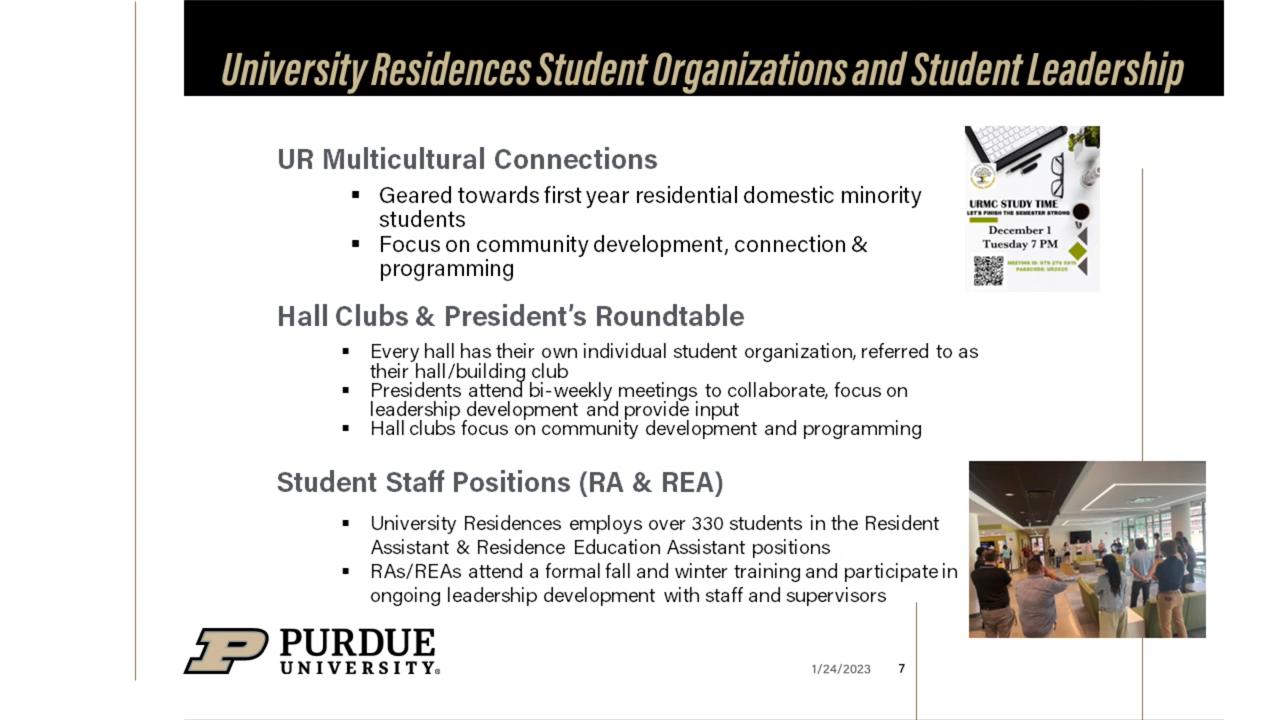 University Residences Student Organizations and Student Leadership
UR Multicultural Connections
▪ Geared towards first year residential domestic minority
students
▪ Focus on community development, connection &
programming
URMC STUDY TIME
LET'S FINISH THE SEMESTER STRONG
December 1
Tuesday 7 PM
Hall Clubs & President's Roundtable
▪ Every hall has their own individual student organization, referred to as
their hall/building club
▪ Presidents attend bi-weekly meetings to collaborate, focus on
leadership development and provide input
▪ Hall clubs focus on community development and programming
Student Staff Positions (RA & REA)
▪ University Residences employs over 330 students in the Resident
Assistant & Residence Education Assistant positions
▪ RAs/REAs attend a formal fall and winter training and participate in
ongoing leadership development with staff and supervisors
PURDUE
UNIVERSITY®
1/24/2023 7